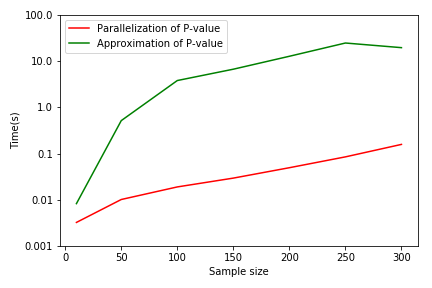 100.0
10.0
1.0
0.1
0.01
0.001
Time(s)
Parallelization of P-value
Approximation of P-value
0 50 100 150 200 250 300
Sample size